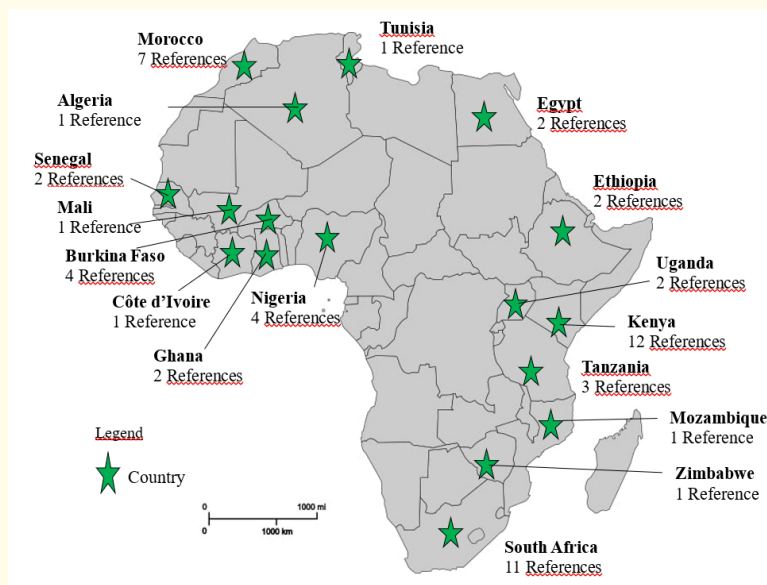 Tunisia
1 Reference
Morocco
7 References
Algeria
1 Reference
Egypt
2 References
Senegal
2 References
Ethiopia
2 References
Mali
1 Reference
Burkina Faso
4 References
Uganda
2 References
Côte d’Ivoire
1 Reference
Nigeria
4 References
Kenya
12 References
Ghana
2 References
Tanzania
3 References
Mozambique
1 Reference
Legend
Country
Zimbabwe
1 Reference
0 1000 mi
0 1000 km
South Africa
11 References